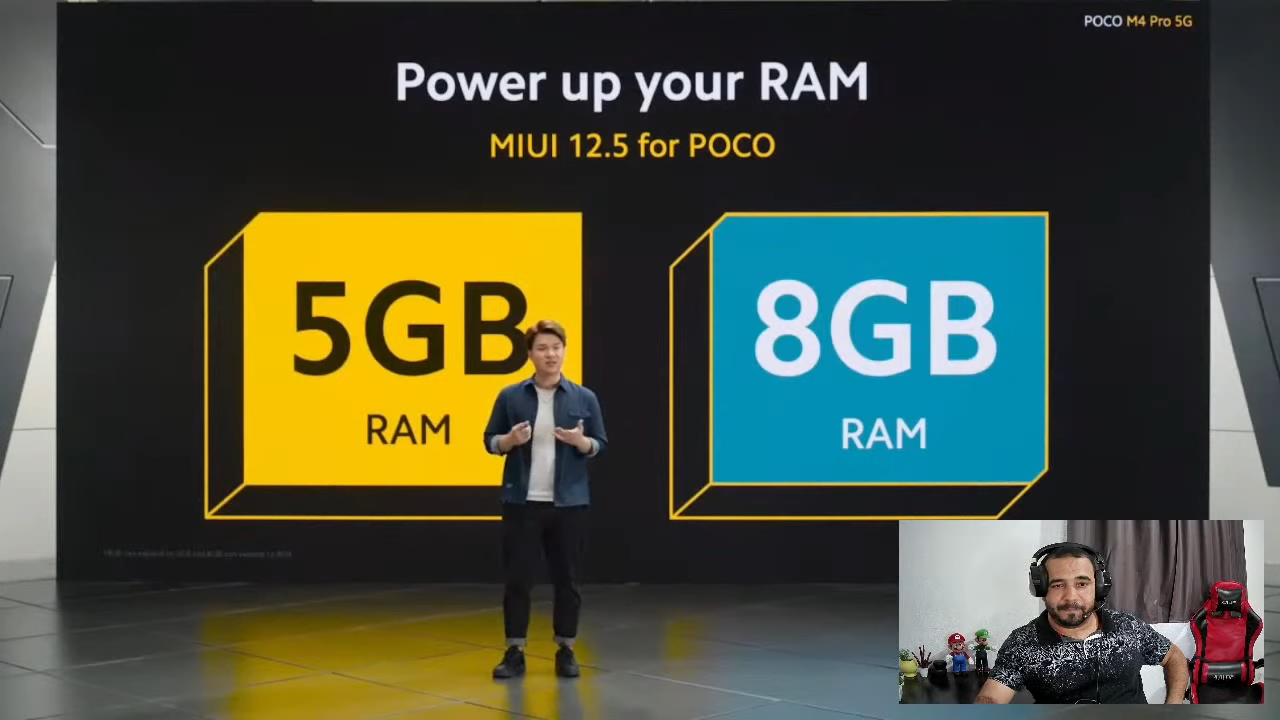 POCO M4 Pro 5G
Power up your RAM
MIUI 12.5 for POCO
5GB
RAM
8GB
RAM